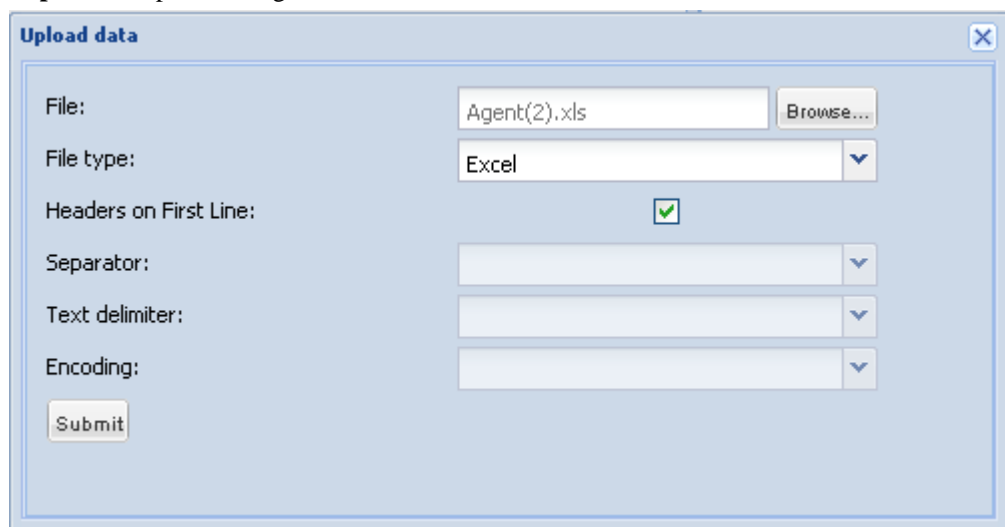 Upload data
File: Agent(2).xls Browse...
File type: Excel
Headers on First Line:
Separator:
Text delimiter:
Encoding:
Submit